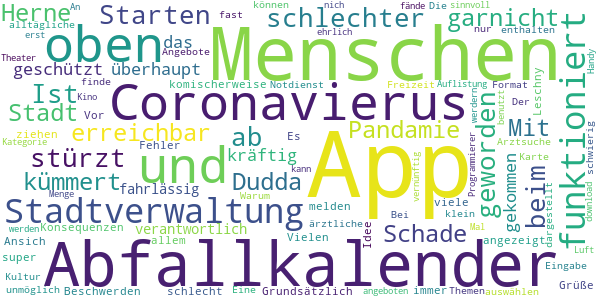 Herne alltägliche Starten fast können nich ehrlich An Die sinnvoll fände
erst oben Menschen schlechter nur garnicht enthalten
Theater das Angebote
geschützt überhaupt finde komischerweise Notdienst Auflistung Format Handy
Ist Kino Coronavierus Freizeit werdern Der Leschny
Stadt Vor
Kategorie ziehen erreichbar ab Es Pandamie benutzt Mit Arztsuche funktioniert
stürzt Fehler und kräftig kann App Programmierer geworden Karte schwierig
kümmert fahrlässig Dudda Menge Warum vernünftig gekommen beim dargestellt download
Stadtverwaltung melden viele Mal
werden Konsequenzen verantwortlich ärztliche Bei klein Eingabe
Ansich allem Vielen Idee Schade angezeigt Luft
super Abfallkalender
Kultur Eine angeboten immer Themen auswählen
unmöglich Beschwerden schlecht Grundsätzlich Grüße